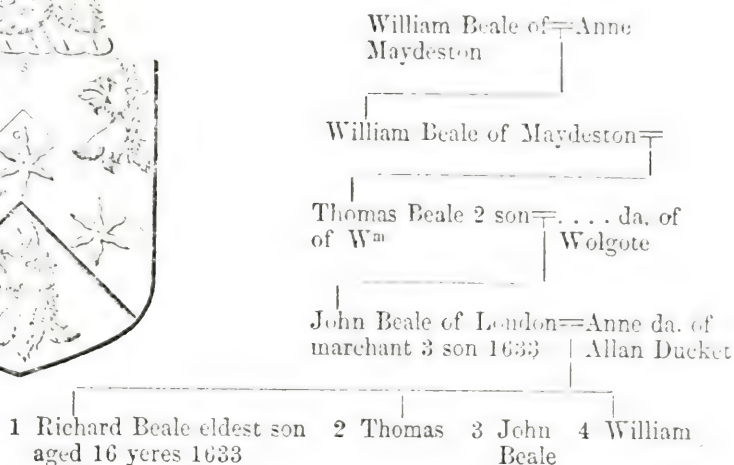 William Beale of=Anne
Maydeston
William Beale of Maydeston=
Thomas Beale 2 son=. . . . da. of
of Wᵐ Wolgote
John Beale of London=Anne da. of
marchant 3 son 1633 Allan Ducket
1 Richard Beale eldest son 2 Thomas 3 John 4 William
aged 16 yeres 1633 Beale